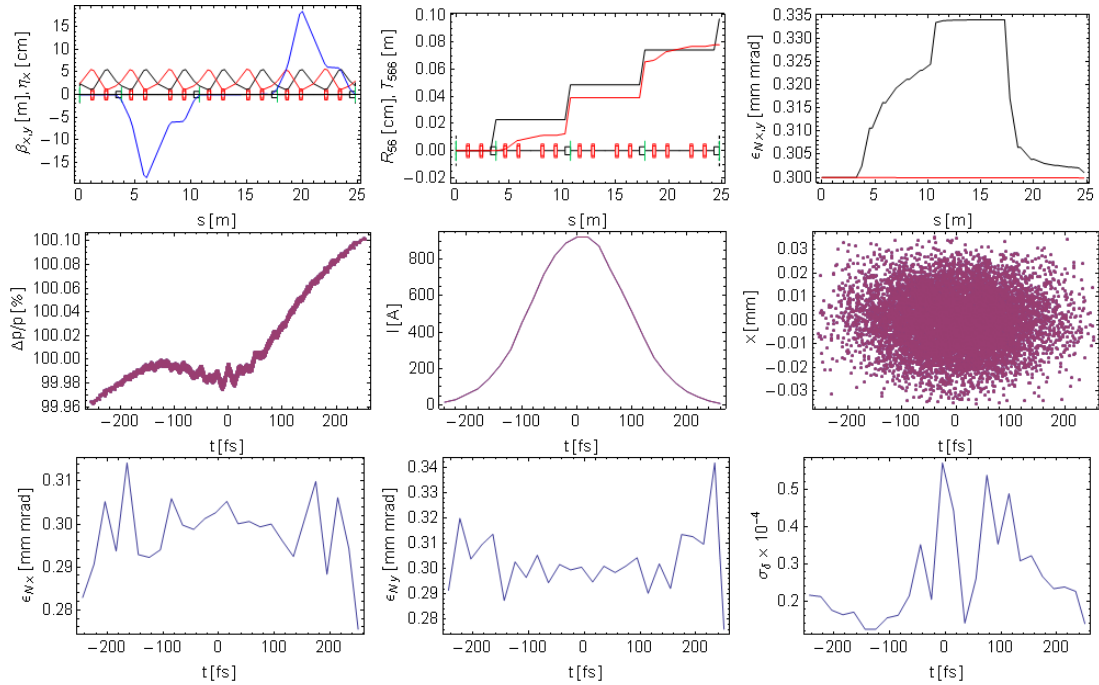 β_{x,y} [m], η_x [cm]
15
10
5
0
−5
−10
−15
0 5 10 15 20 25
s [m]
R_{56} [cm], T_{566} [m]
0.10
0.08
0.06
0.04
0.02
0.00
−0.02
0 5 10 15 20 25
s [m]
ϵ_{N x,y} [mm mrad]
0.335
0.330
0.325
0.320
0.315
0.310
0.305
0.300
0 5 10 15 20 25
s [m]
Δp/p [%]
100.10
100.08
100.06
100.04
100.02
100.00
99.98
99.96
−200 −100 0 100 200
t [fs]
I [A]
800
600
400
200
0
−200 −100 0 100 200
t [fs]
x [mm]
0.03
0.02
0.01
0.00
−0.01
−0.02
−0.03
−200 −100 0 100 200
t [fs]
ϵ_{N x} [mm mrad]
0.31
0.30
0.29
0.28
−200 −100 0 100 200
t [fs]
ϵ_{N y} [mm mrad]
0.34
0.33
0.32
0.31
0.30
0.29
0.28
−200 −100 0 100 200
t [fs]
σ_δ × 10^{−4}
0.5
0.4
0.3
0.2
−200 −100 0 100 200
t [fs]